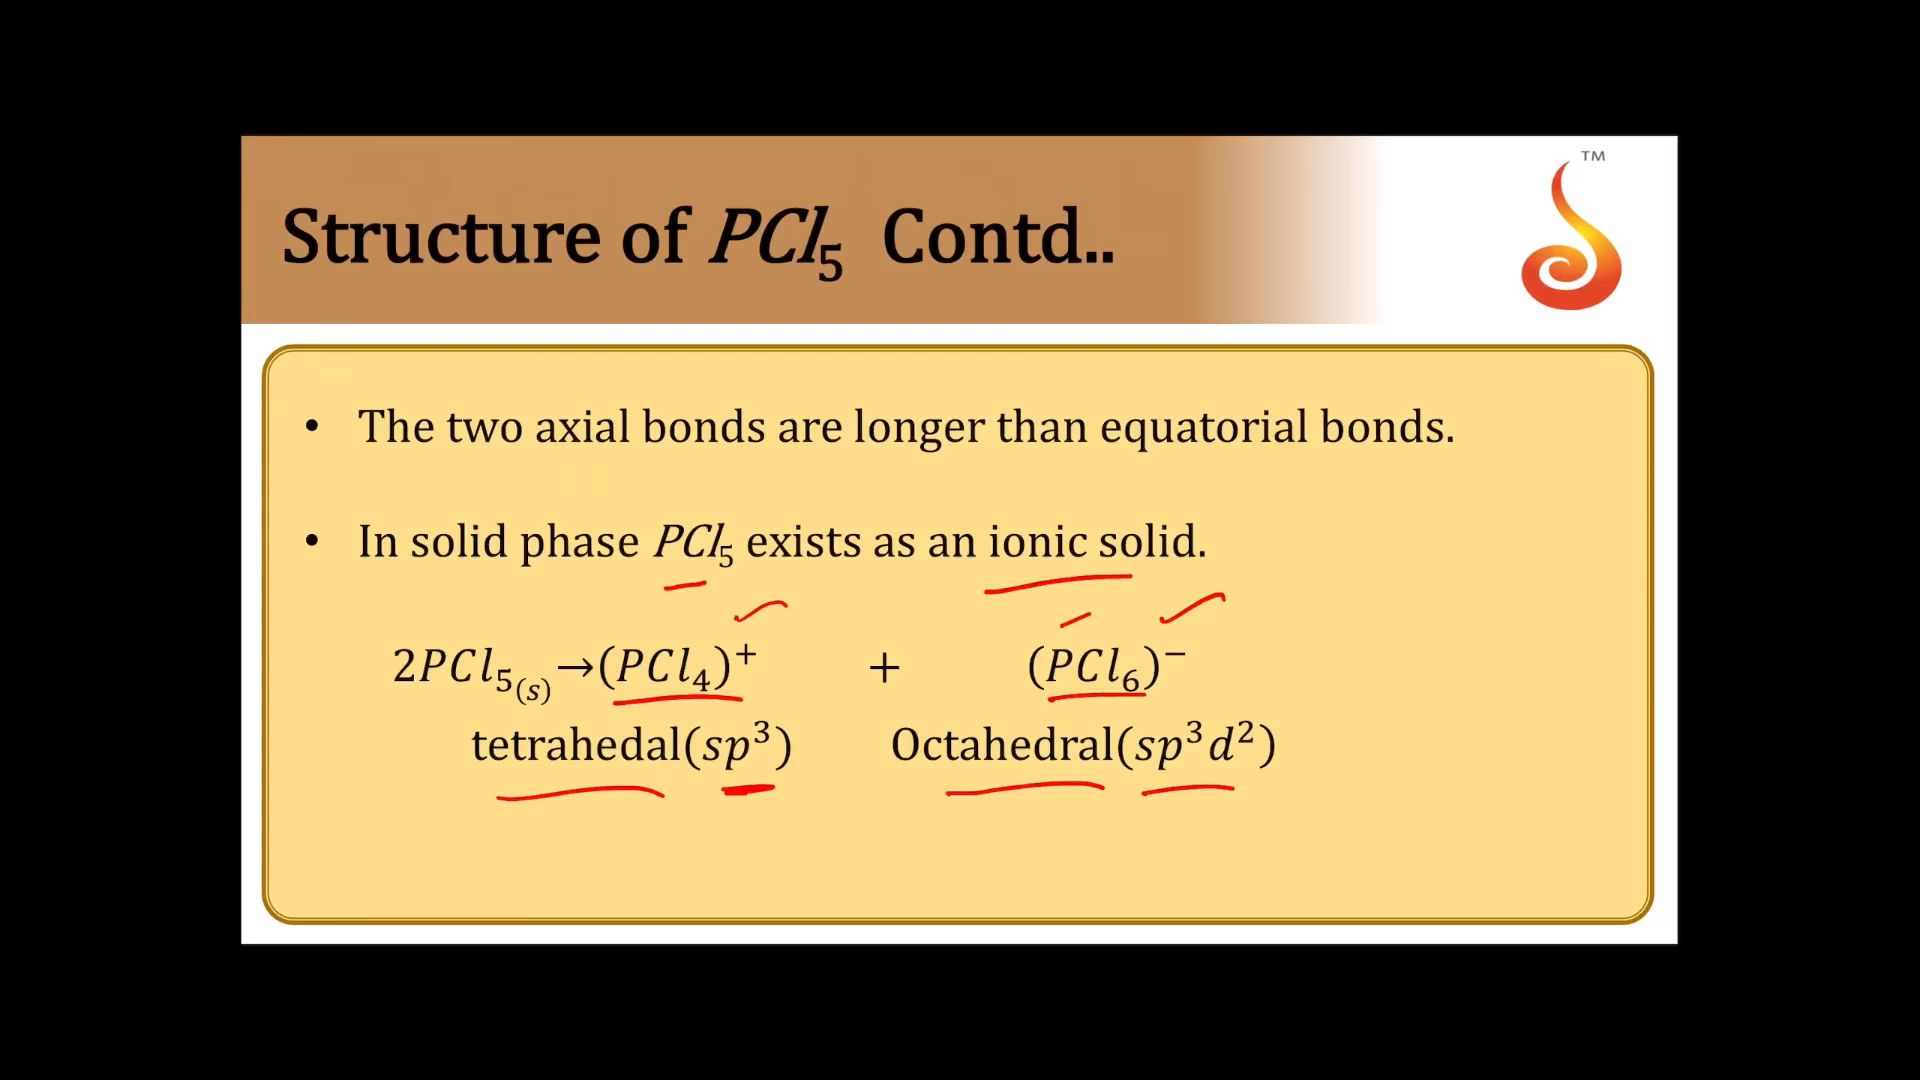 ™
Structure of PCl₅ Contd..
• The two axial bonds are longer than equatorial bonds.
• In solid phase PCl₅ exists as an ionic solid.
2PCl₅₍ₛ₎→(PCl₄)⁺ + (PCl₆)⁻
tetrahedal(sp³) Octahedral(sp³d²)